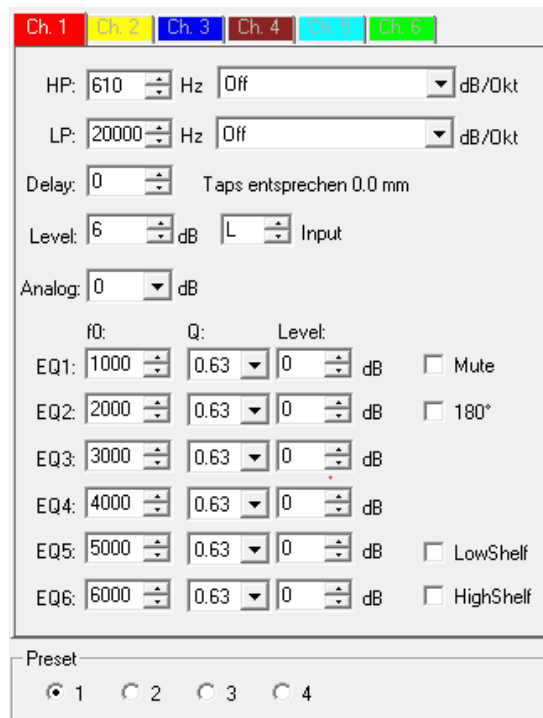 Ch. 1 Ch. 2 Ch. 3 Ch. 4 Ch. 5 Ch. 6
HP: 610 Hz Off dB/Okt
LP: 20000 Hz Off dB/Okt
Delay: 0 Taps entsprechen 0.0 mm
Level: 6 dB L Input
Analog: 0 dB
f0: Q: Level:
EQ1: 1000 0.63 0 dB Mute
EQ2: 2000 0.63 0 dB 180°
EQ3: 3000 0.63 0 dB
EQ4: 4000 0.63 0 dB
EQ5: 5000 0.63 0 dB LowShelf
EQ6: 6000 0.63 0 dB HighShelf
Preset
1 2 3 4